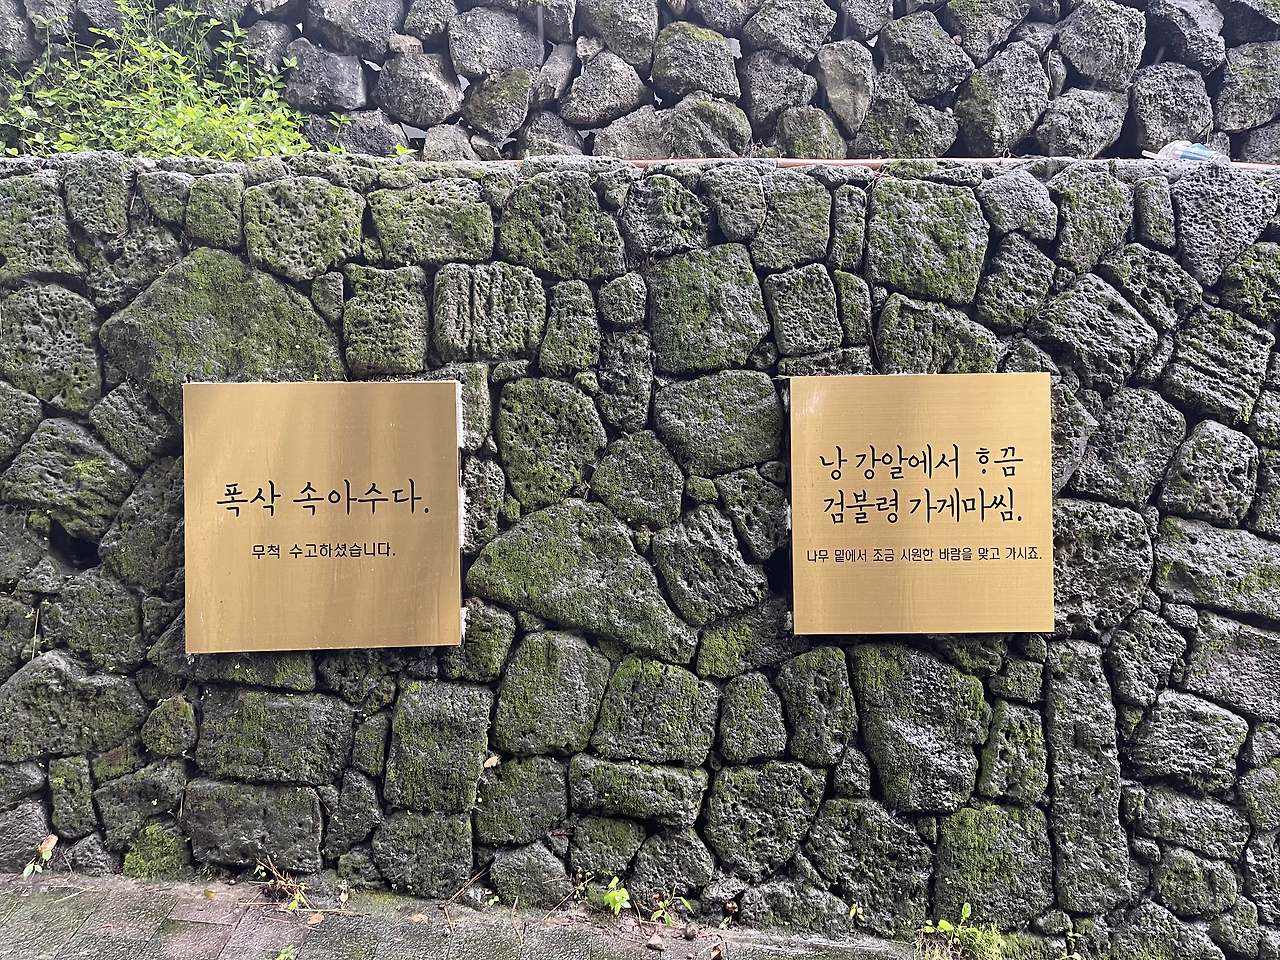 폭삭 속아수다.
무척 수고하셨습니다.
낭 강알에서 ᄒᆞ끔
검불령 가게마씸.
나무 밑에서 조금 시원한 바람을 맞고 가시죠.